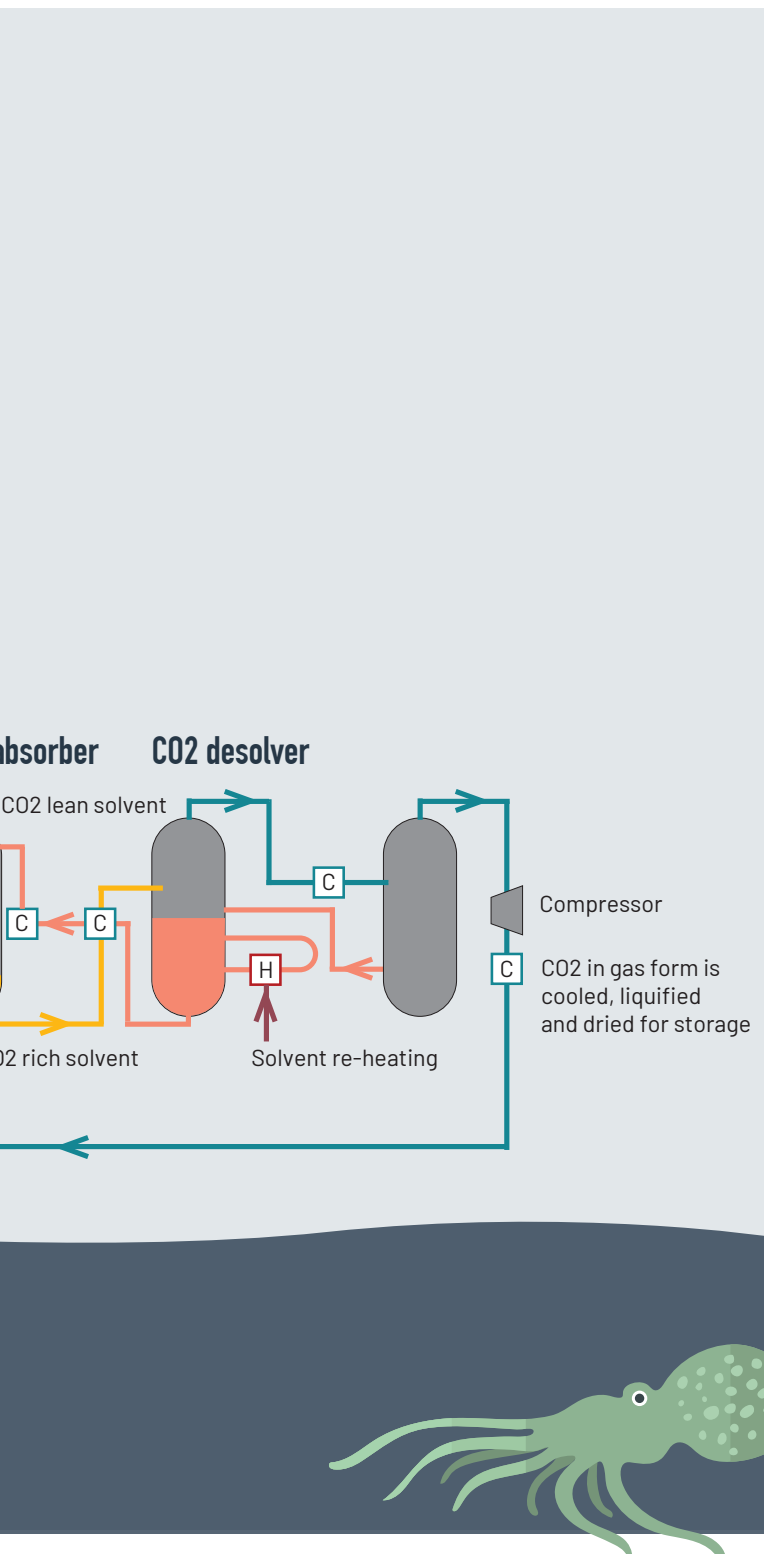 absorber
CO2 desolver
CO2 lean solvent
C
C
C
H
C
Compressor
CO2 in gas form is
cooled, liquified
and dried for storage
O2 rich solvent
Solvent re-heating